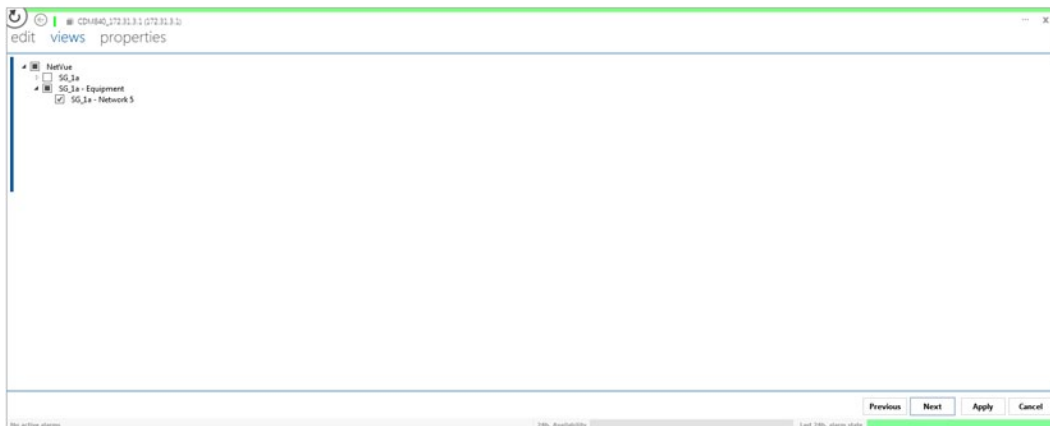 CDM840_172.31.3.1 (172.31.3.1)
... X
edit views properties
NetVue
SG_1a
SG_1a - Equipment
SG_1a - Network 5
Previous Next Apply Cancel
No active alarms 24h. Availability Last 24h. alarm state